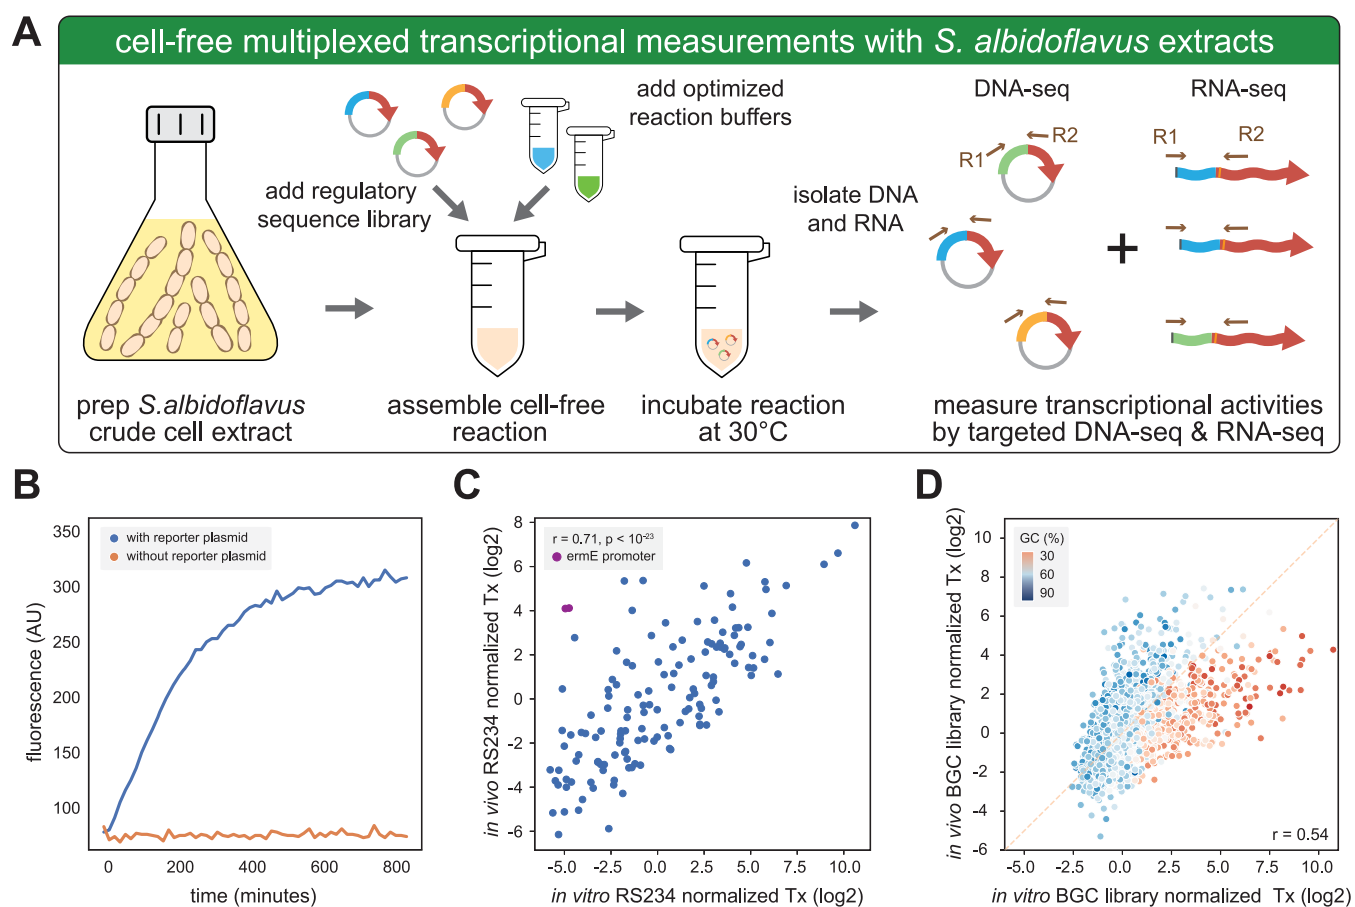 A
cell-free multiplexed transcriptional measurements with S. albidoflavus extracts
add optimized
reaction buffers
DNA-seq
RNA-seq
R1
R2
R1
R2
add regulatory
sequence library
isolate DNA
and RNA
+
prep S.albidoflavus
crude cell extract
assemble cell-free
reaction
incubate reaction
at 30°C
measure transcriptional activities
by targeted DNA-seq & RNA-seq
B
fluorescence (AU)
350
300
250
200
150
100
with reporter plasmid
without reporter plasmid
0
200
400
600
800
time (minutes)
C
in vivo RS234 normalized Tx (log2)
8
6
4
2
0
-2
-4
-6
r = 0.71, p < 10⁻²³
ermE promoter
-5.0
-2.5
0.0
2.5
5.0
7.5
10.0
in vitro RS234 normalized Tx (log2)
D
in vivo BGC library normalized Tx (log2)
10
8
6
4
2
0
-2
-4
-6
GC (%)
30
60
90
r = 0.54
-5.0
-2.5
0.0
2.5
5.0
7.5
10.0
in vitro BGC library normalized Tx (log2)